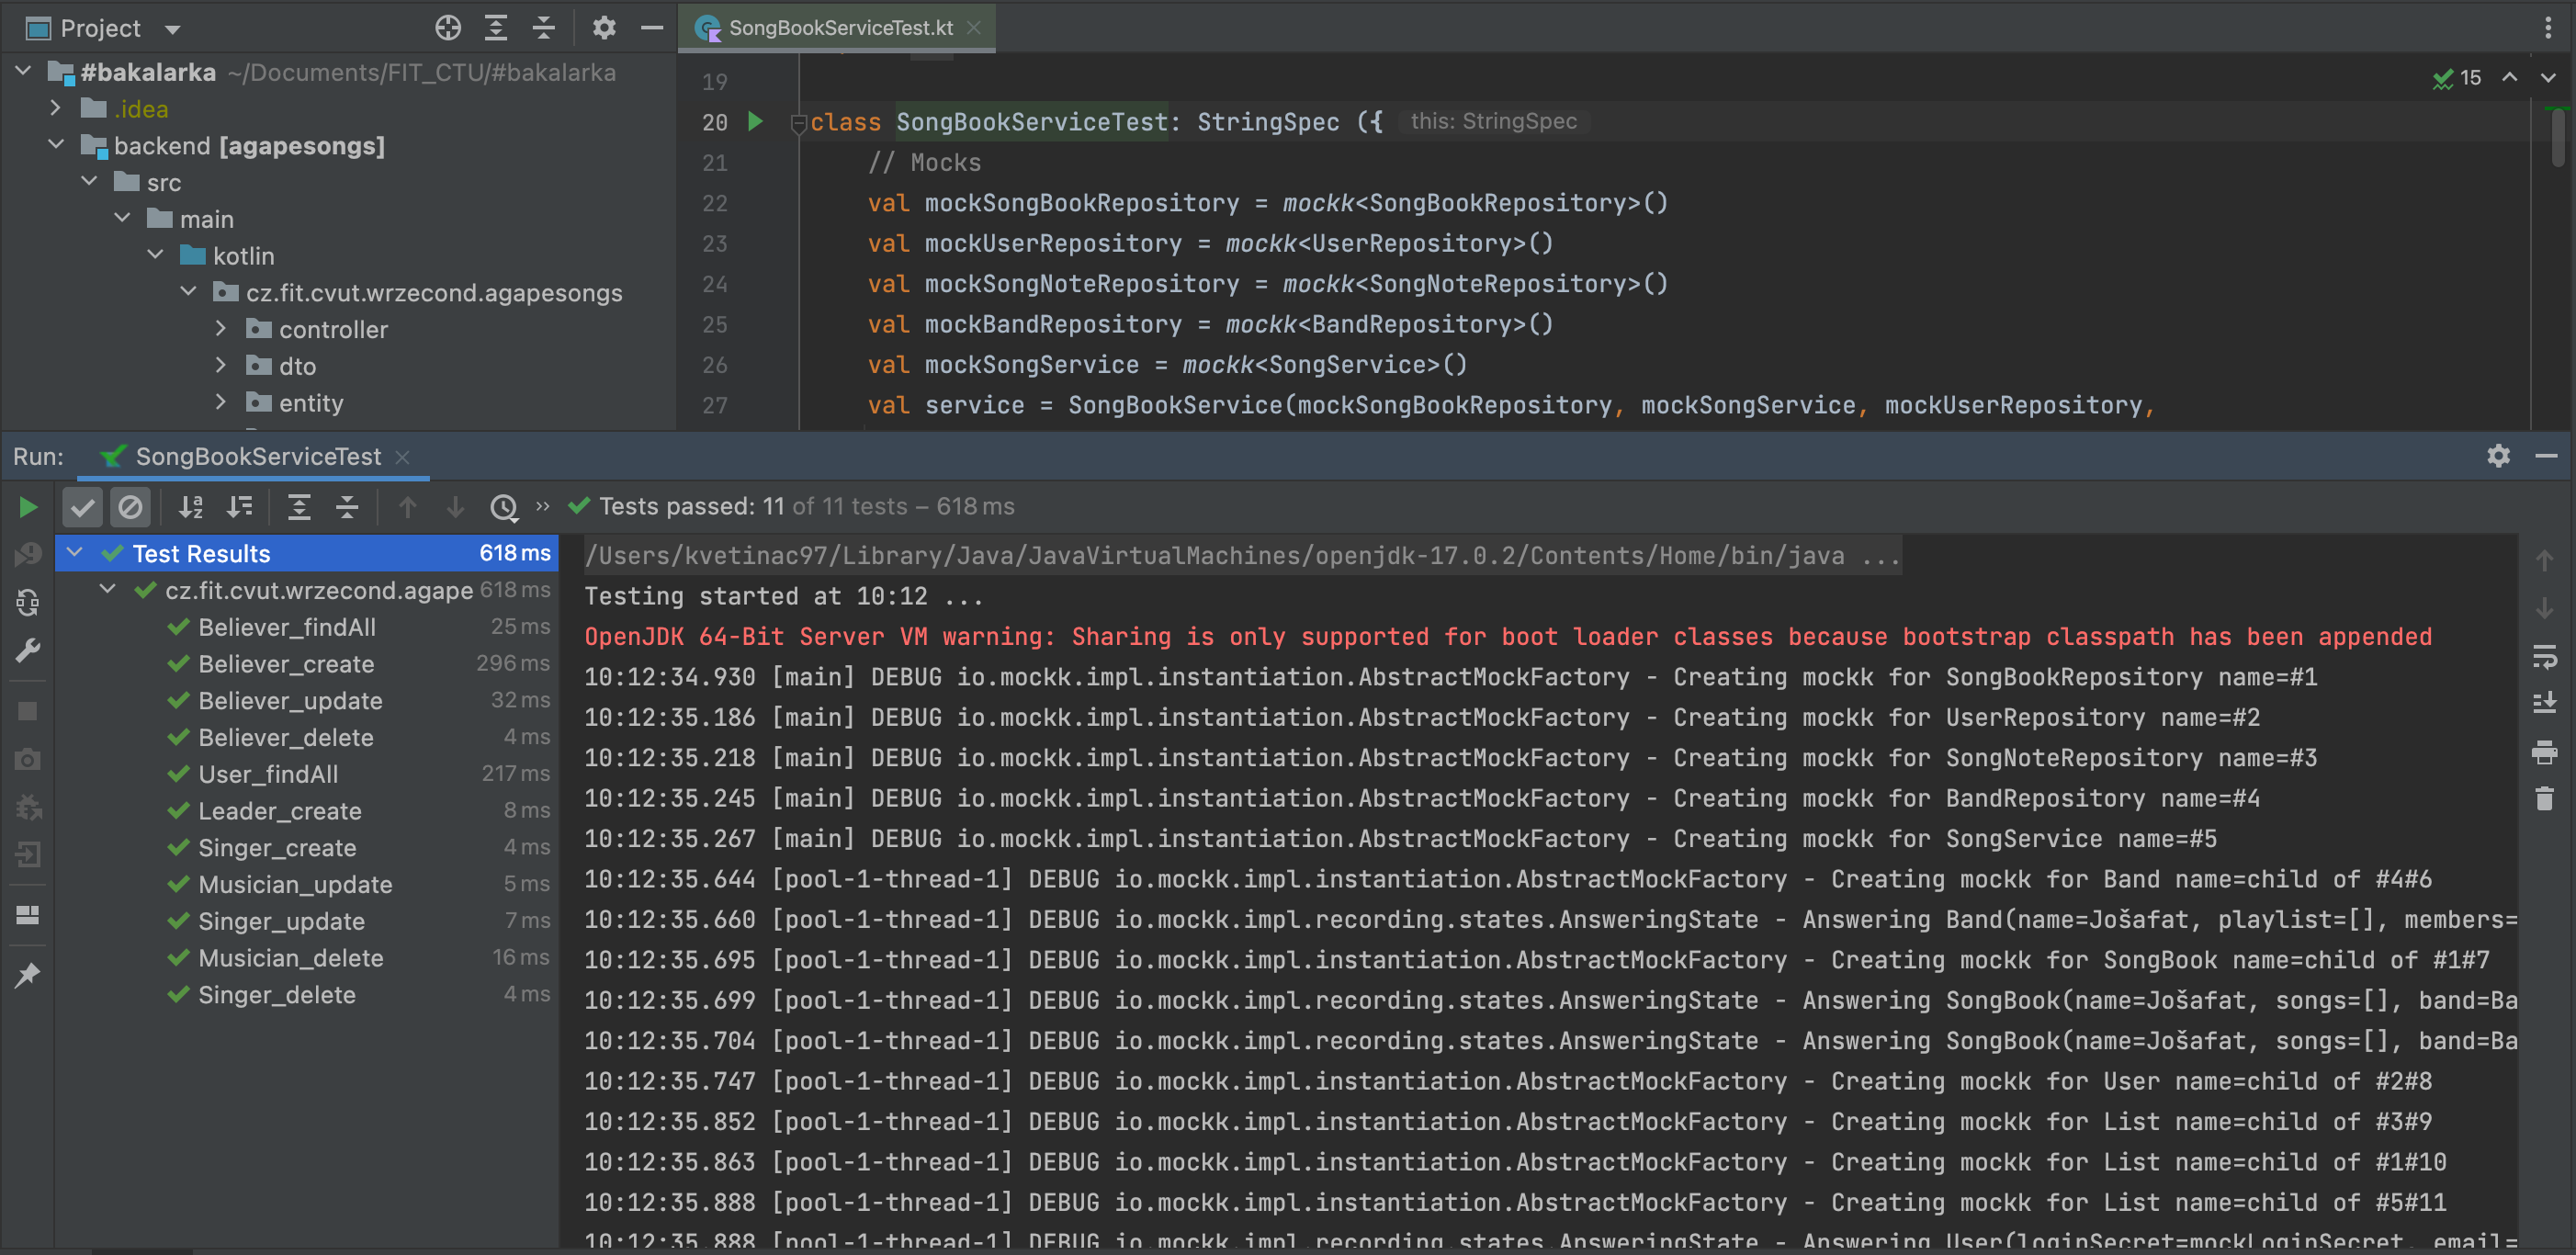 Project
SongBookServiceTest.kt
#bakalarka ~/Documents/FIT_CTU/#bakalarka
.idea
backend [agapesongs]
src
main
kotlin
cz.fit.cvut.wrzecond.agapesongs
controller
dto
entity
15
19
20 class SongBookServiceTest: StringSpec ({ this: StringSpec
21 // Mocks
22 val mockSongBookRepository = mockk<SongBookRepository>()
23 val mockUserRepository = mockk<UserRepository>()
24 val mockSongNoteRepository = mockk<SongNoteRepository>()
25 val mockBandRepository = mockk<BandRepository>()
26 val mockSongService = mockk<SongService>()
27 val service = SongBookService(mockSongBookRepository, mockSongService, mockUserRepository,
Run: SongBookServiceTest
Tests passed: 11 of 11 tests – 618 ms
Test Results 618 ms
cz.fit.cvut.wrzecond.agape 618 ms
Believer_findAll 25 ms
Believer_create 296 ms
Believer_update 32 ms
Believer_delete 4 ms
User_findAll 217 ms
Leader_create 8 ms
Singer_create 4 ms
Musician_update 5 ms
Singer_update 7 ms
Musician_delete 16 ms
Singer_delete 4 ms
/Users/kvetinac97/Library/Java/JavaVirtualMachines/openjdk-17.0.2/Contents/Home/bin/java ...
Testing started at 10:12 ...
OpenJDK 64-Bit Server VM warning: Sharing is only supported for boot loader classes because bootstrap classpath has been appended
10:12:34.930 [main] DEBUG io.mockk.impl.instantiation.AbstractMockFactory - Creating mockk for SongBookRepository name=#1
10:12:35.186 [main] DEBUG io.mockk.impl.instantiation.AbstractMockFactory - Creating mockk for UserRepository name=#2
10:12:35.218 [main] DEBUG io.mockk.impl.instantiation.AbstractMockFactory - Creating mockk for SongNoteRepository name=#3
10:12:35.245 [main] DEBUG io.mockk.impl.instantiation.AbstractMockFactory - Creating mockk for BandRepository name=#4
10:12:35.267 [main] DEBUG io.mockk.impl.instantiation.AbstractMockFactory - Creating mockk for SongService name=#5
10:12:35.644 [pool-1-thread-1] DEBUG io.mockk.impl.instantiation.AbstractMockFactory - Creating mockk for Band name=child of #4#6
10:12:35.660 [pool-1-thread-1] DEBUG io.mockk.impl.recording.states.AnsweringState - Answering Band(name=Jošafat, playlist=[], members=
10:12:35.695 [pool-1-thread-1] DEBUG io.mockk.impl.instantiation.AbstractMockFactory - Creating mockk for SongBook name=child of #1#7
10:12:35.699 [pool-1-thread-1] DEBUG io.mockk.impl.recording.states.AnsweringState - Answering SongBook(name=Jošafat, songs=[], band=Ba
10:12:35.704 [pool-1-thread-1] DEBUG io.mockk.impl.recording.states.AnsweringState - Answering SongBook(name=Jošafat, songs=[], band=Ba
10:12:35.747 [pool-1-thread-1] DEBUG io.mockk.impl.instantiation.AbstractMockFactory - Creating mockk for User name=child of #2#8
10:12:35.852 [pool-1-thread-1] DEBUG io.mockk.impl.instantiation.AbstractMockFactory - Creating mockk for List name=child of #3#9
10:12:35.863 [pool-1-thread-1] DEBUG io.mockk.impl.instantiation.AbstractMockFactory - Creating mockk for List name=child of #1#10
10:12:35.888 [pool-1-thread-1] DEBUG io.mockk.impl.instantiation.AbstractMockFactory - Creating mockk for List name=child of #5#11
10:12:35.888 [pool-1-thread-1] DEBUG io.mockk.impl.recording.states.AnsweringState - Answering User(loginSecret=mockLoginSecret, email=